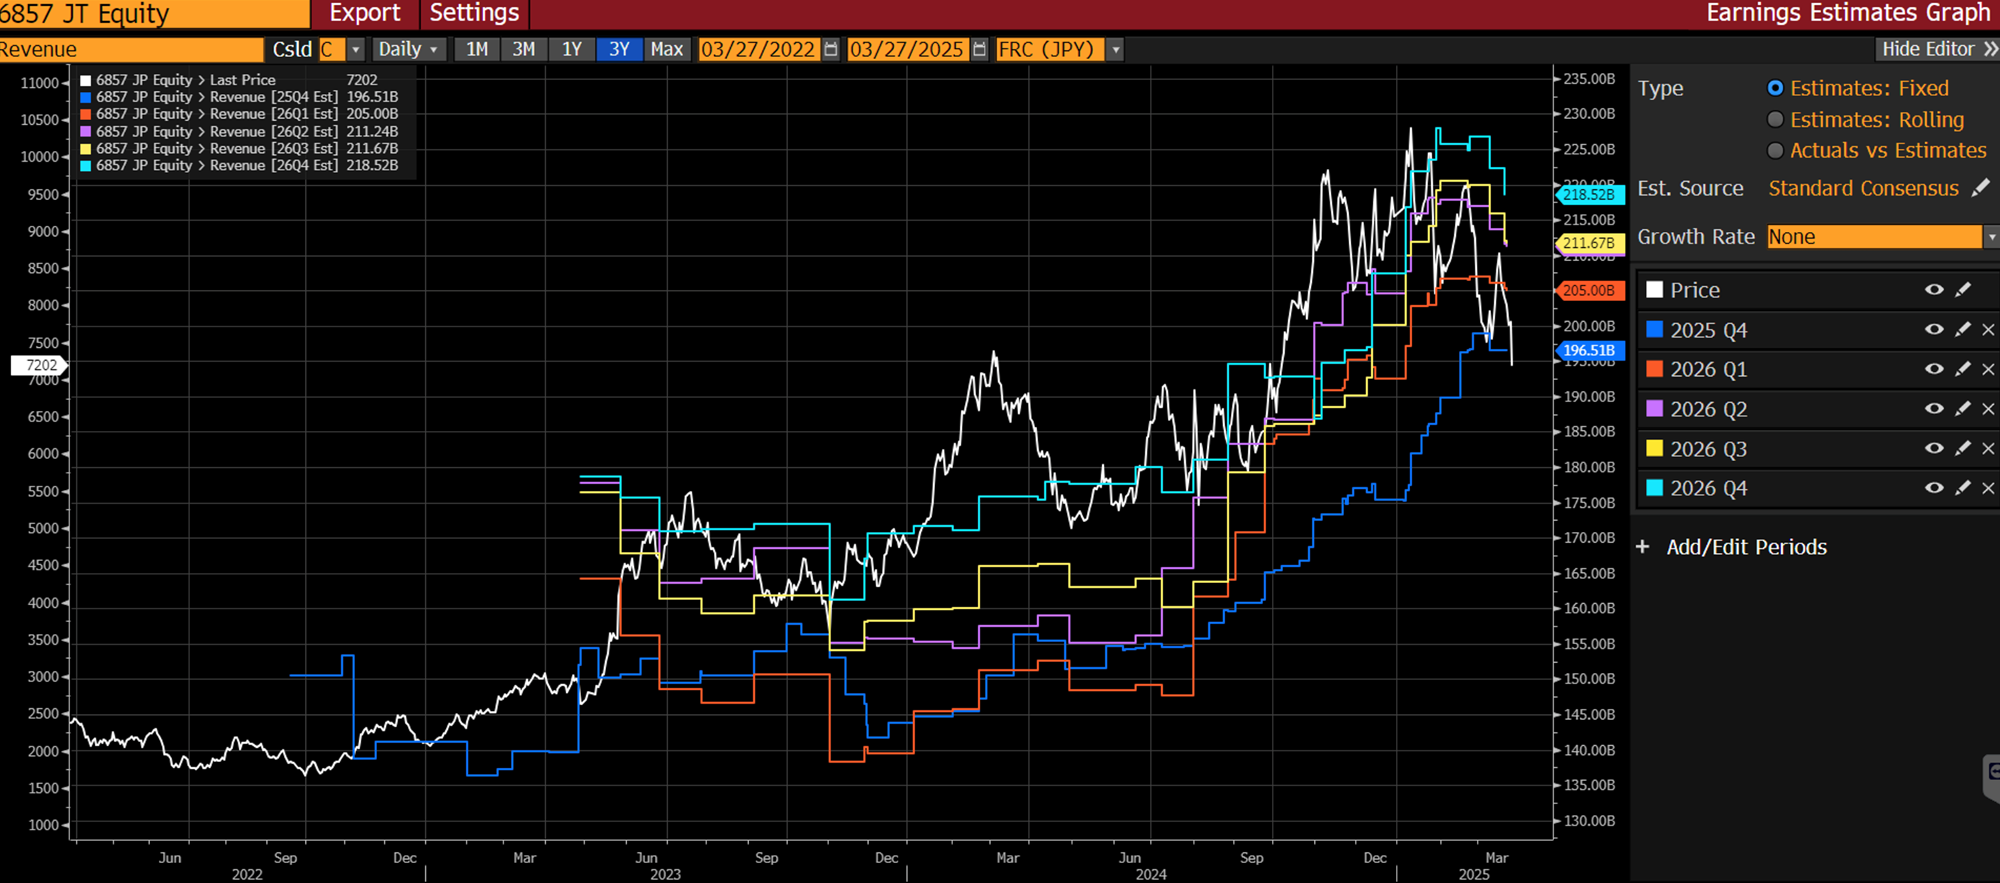 6857 JT Equity Export Settings Earnings Estimates Graph
Revenue Csld C Daily 1M 3M 1Y 3Y Max 03/27/2022 03/27/2025 FRC (JPY) Hide Editor »
6857 JP Equity > Last Price 7202
6857 JP Equity > Revenue [25Q4 Est] 196.51B
6857 JP Equity > Revenue [26Q1 Est] 205.00B
6857 JP Equity > Revenue [26Q2 Est] 211.24B
6857 JP Equity > Revenue [26Q3 Est] 211.67B
6857 JP Equity > Revenue [26Q4 Est] 218.52B
11000
10500
10000
9500
9000
8500
8000
7500
7202
7000
6500
6000
5500
5000
4500
4000
3500
3000
2500
2000
1500
1000
235.00B
230.00B
225.00B
218.52B
215.00B
211.67B
210.00B
205.00B
200.00B
196.51B
195.00B
190.00B
185.00B
180.00B
175.00B
170.00B
165.00B
160.00B
155.00B
150.00B
145.00B
140.00B
135.00B
130.00B
Jun Sep Dec Mar Jun Sep Dec Mar Jun Sep Dec Mar
2022 2023 2024 2025
Type Estimates: Fixed
Estimates: Rolling
Actuals vs Estimates
Est. Source Standard Consensus
Growth Rate None
Price
2025 Q4
2026 Q1
2026 Q2
2026 Q3
2026 Q4
+ Add/Edit Periods